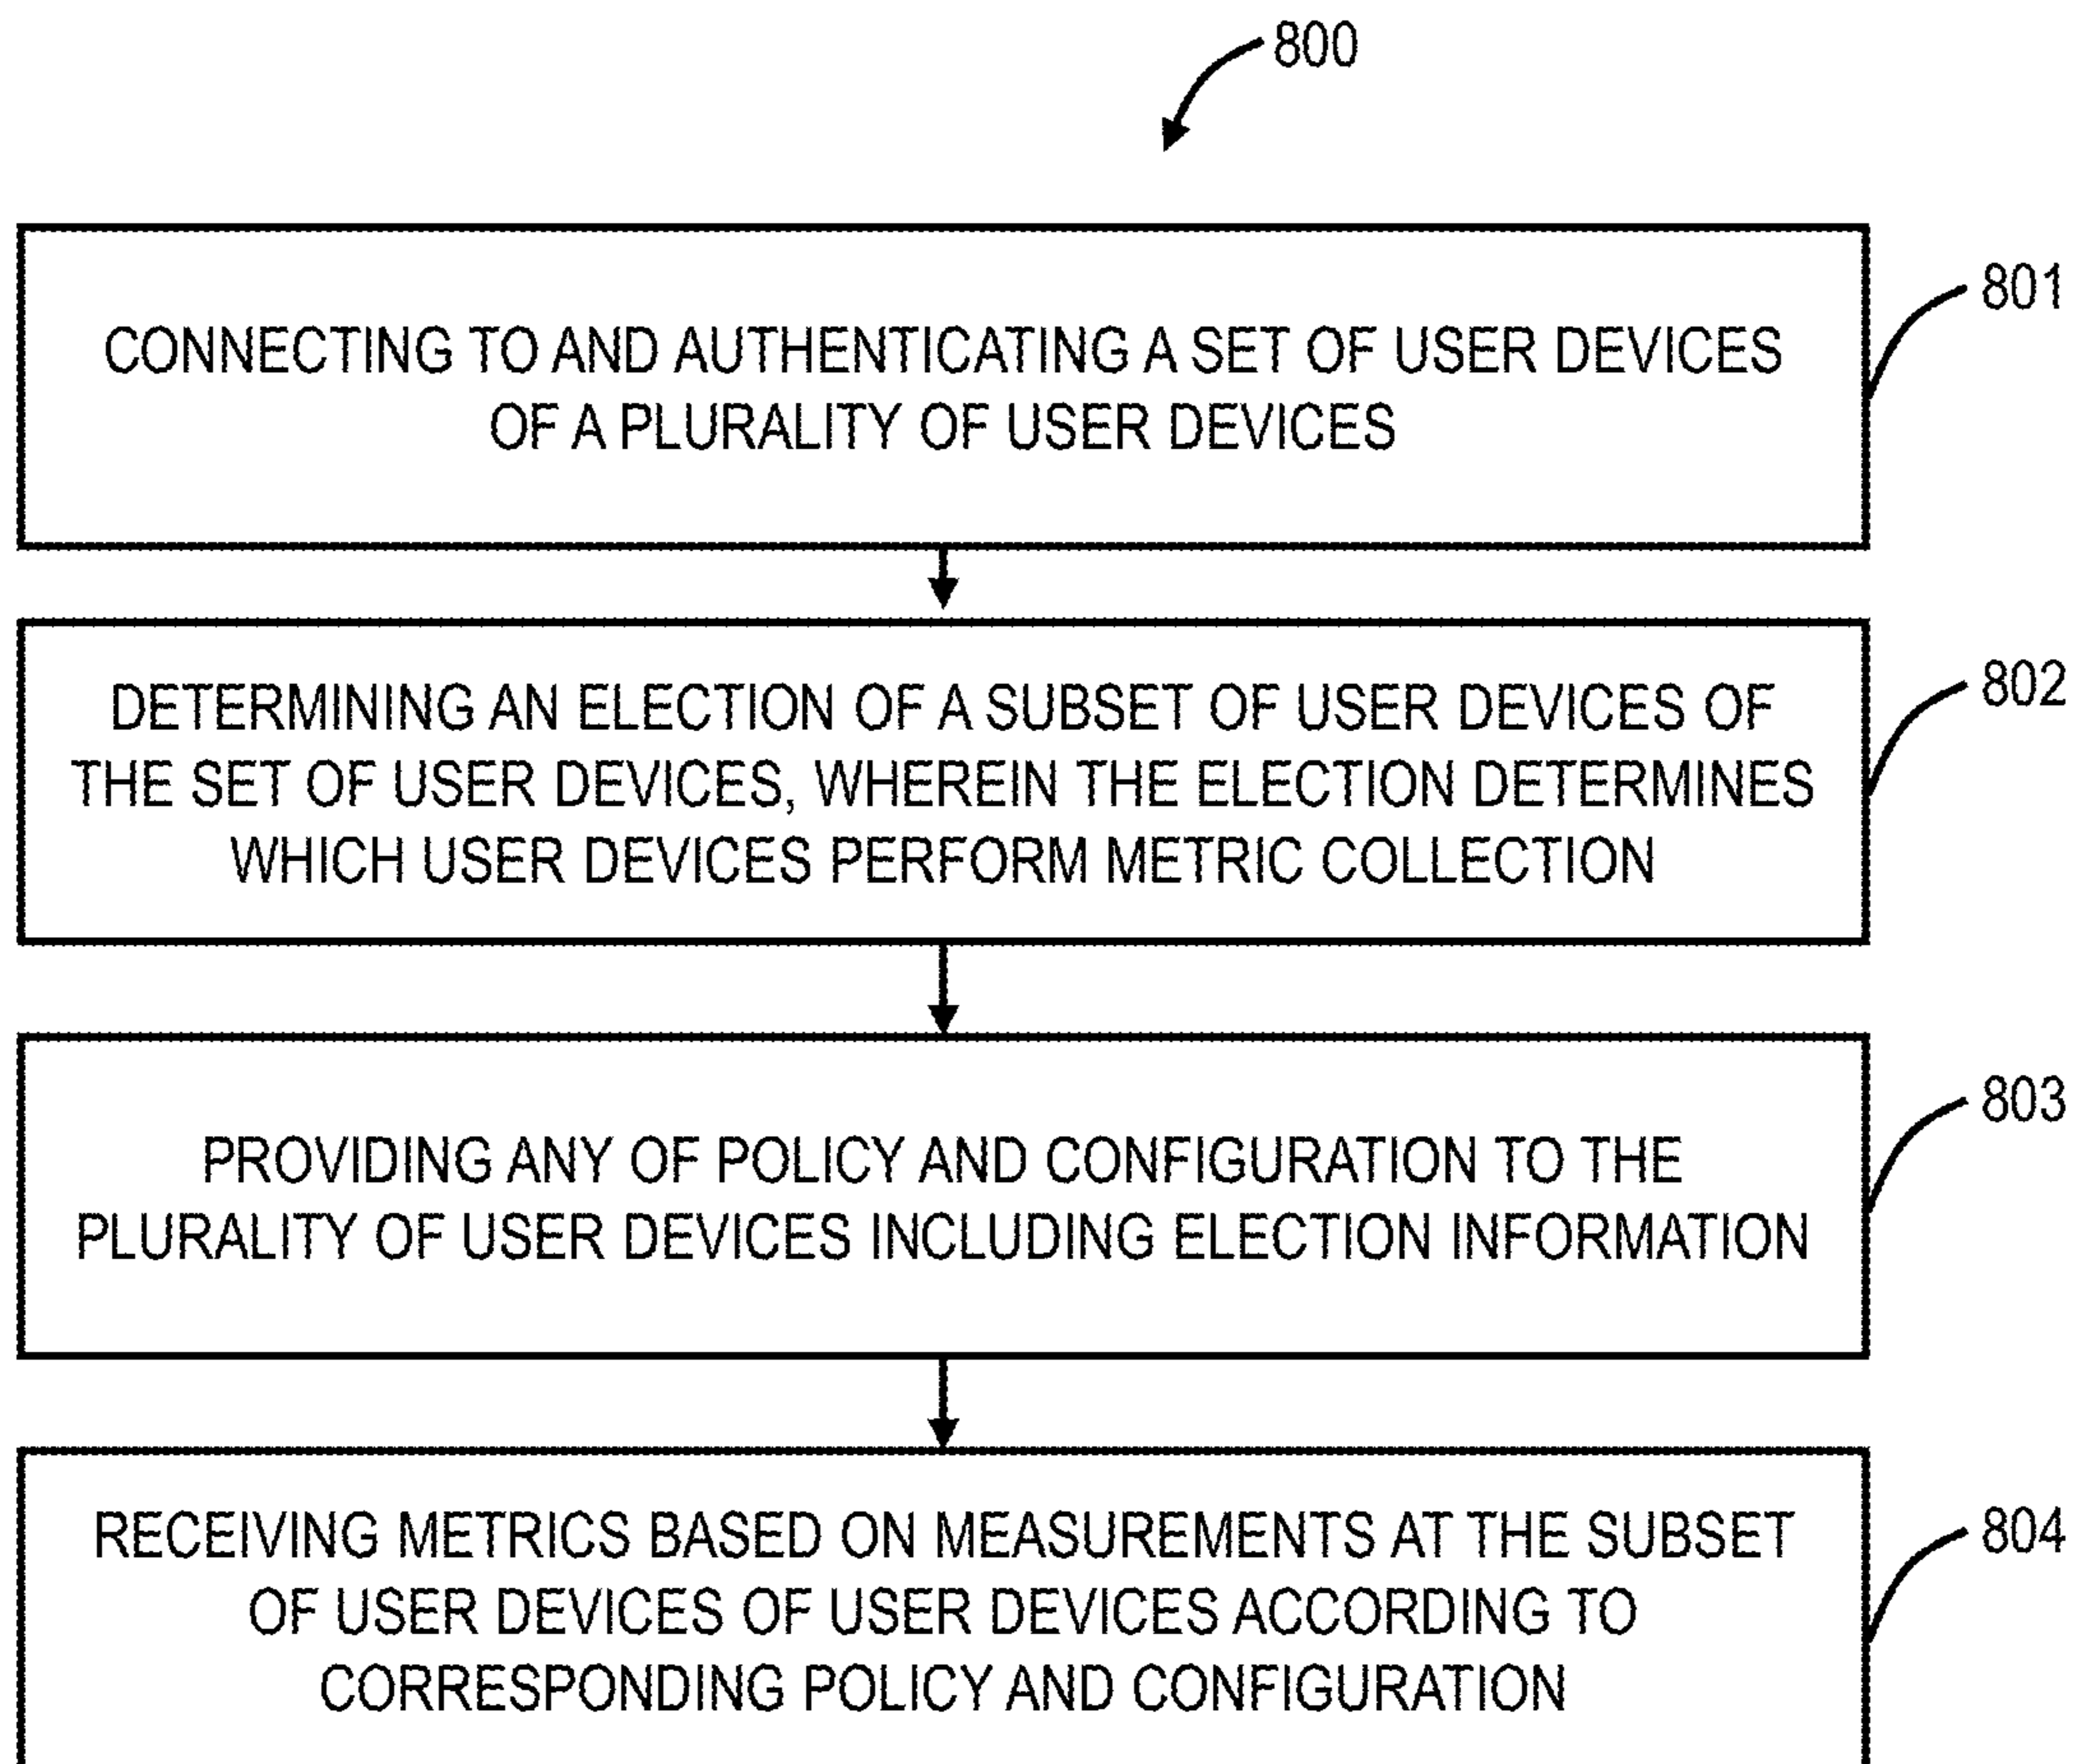 800
CONNECTING TO AND AUTHENTICATING A SET OF USER DEVICES
OF A PLURALITY OF USER DEVICES
801
DETERMINING AN ELECTION OF A SUBSET OF USER DEVICES OF
THE SET OF USER DEVICES, WHEREIN THE ELECTION DETERMINES
WHICH USER DEVICES PERFORM METRIC COLLECTION
802
PROVIDING ANY OF POLICY AND CONFIGURATION TO THE
PLURALITY OF USER DEVICES INCLUDING ELECTION INFORMATION
803
RECEIVING METRICS BASED ON MEASUREMENTS AT THE SUBSET
OF USER DEVICES OF USER DEVICES ACCORDING TO
CORRESPONDING POLICY AND CONFIGURATION
804